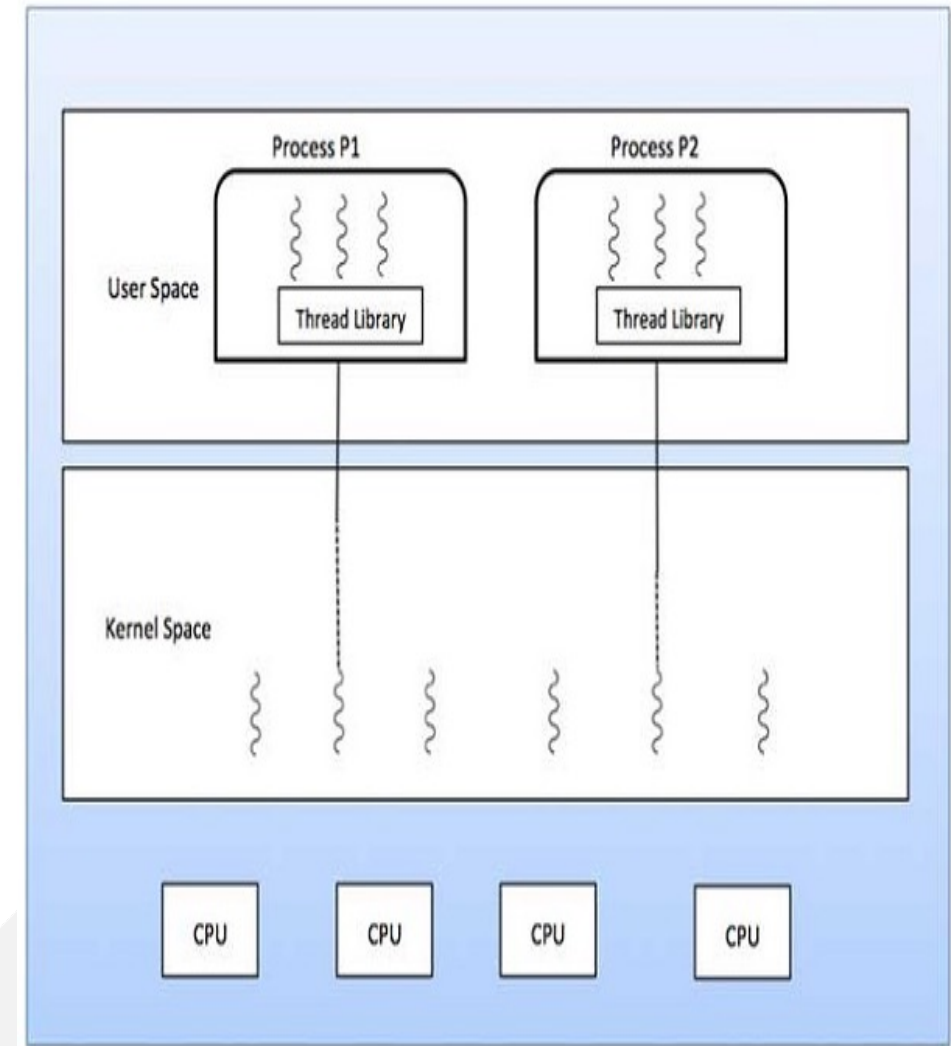 Process P1
Process P2
User Space
Thread Library
Thread Library
Kernel Space
CPU
CPU
CPU
CPU